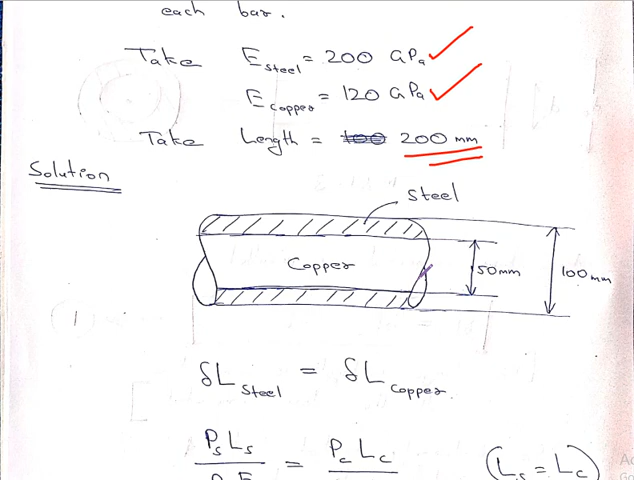 each bar.
Take E Steel = 200 GPa
E Copper = 120 GPa
Take Length = 200 mm
Solution
Steel
Copper
50mm
100mm
δL Steel = δL Copper.
PsLs / = PcLc / (Ls = Lc)